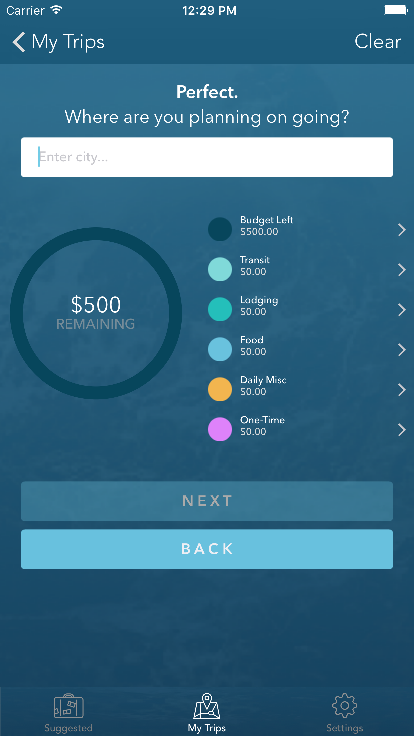 Carrier 12:29 PM
My Trips Clear
Perfect.
Where are you planning on going?
Enter city...
Budget Left
$500.00
Transit
$0.00
Lodging
$0.00
$500
REMAINING
Food
$0.00
Daily Misc
$0.00
One-Time
$0.00
NEXT
BACK
Suggested My Trips Settings